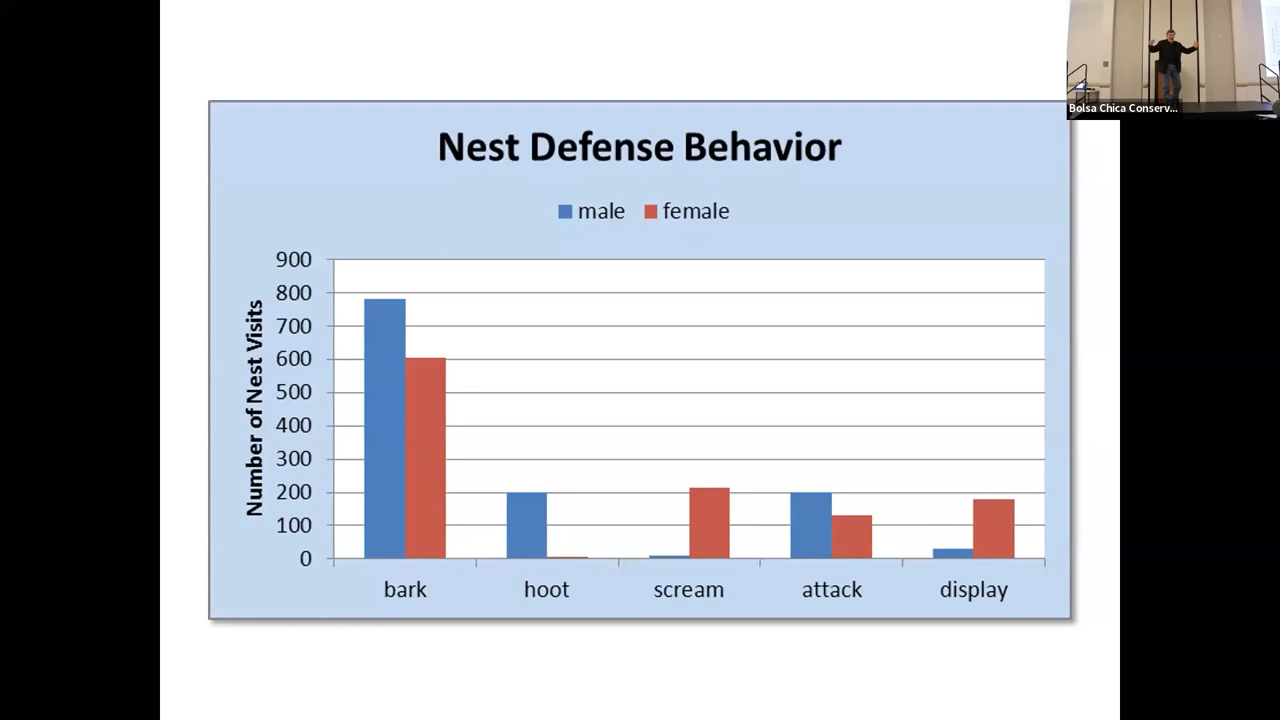 Bolsa Chica Conserv...
Nest Defense Behavior
male female
Number of Nest Visits
900
800
700
600
500
400
300
200
100
0
bark hoot scream attack display